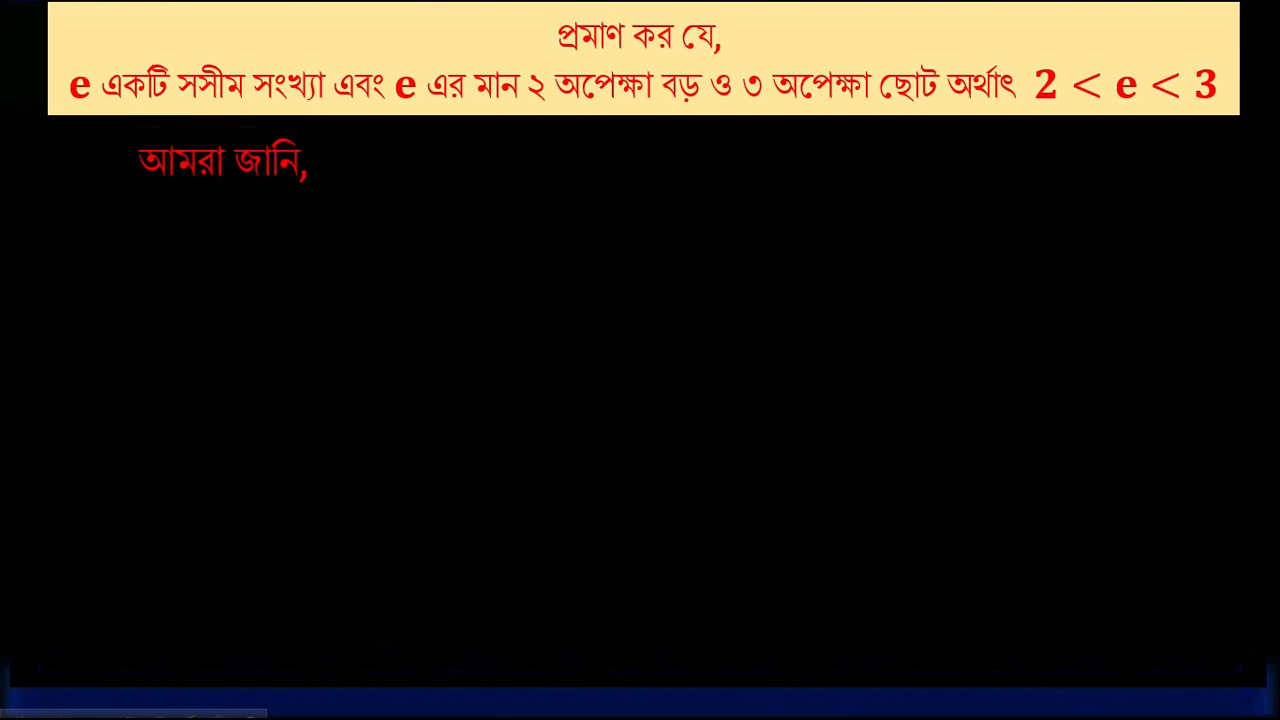 প্রমাণ কর যে,
e একটি সসীম সংখ্যা এবং e এর মান ২ অপেক্ষা বড় ও ৩ অপেক্ষা ছোট অর্থাৎ 2 < e < 3
আমরা জানি,